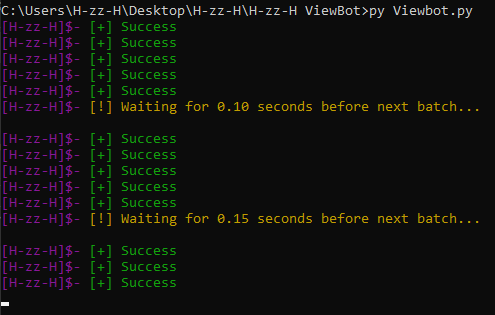 C:\Users\H-zz-H\Desktop\H-zz-H\H-zz-H ViewBot>py Viewbot.py
[H-zz-H]$- [+] Success
[H-zz-H]$- [+] Success
[H-zz-H]$- [+] Success
[H-zz-H]$- [+] Success
[H-zz-H]$- [+] Success
[H-zz-H]$- [!] Waiting for 0.10 seconds before next batch...
[H-zz-H]$- [+] Success
[H-zz-H]$- [+] Success
[H-zz-H]$- [+] Success
[H-zz-H]$- [+] Success
[H-zz-H]$- [+] Success
[H-zz-H]$- [!] Waiting for 0.15 seconds before next batch...
[H-zz-H]$- [+] Success
[H-zz-H]$- [+] Success
[H-zz-H]$- [+] Success